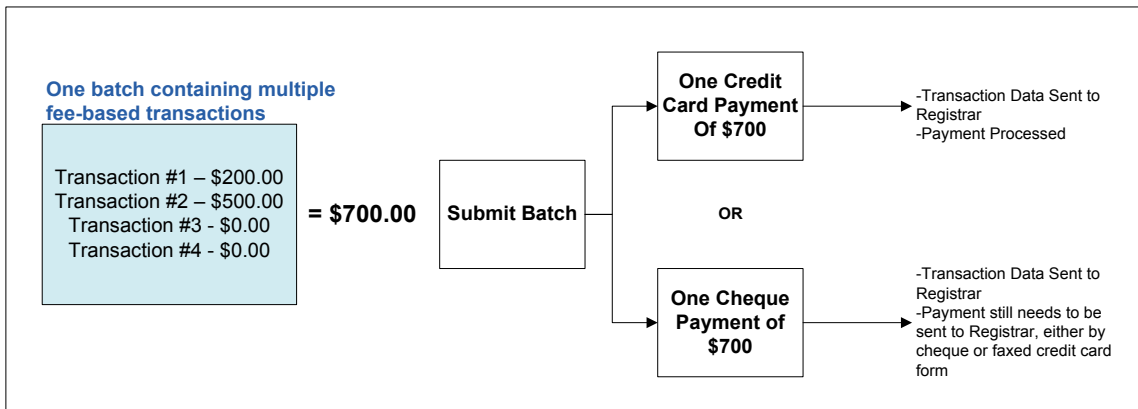 One batch containing multiple
fee-based transactions
Transaction #1 – $200.00
Transaction #2 – $500.00
Transaction #3 - $0.00
Transaction #4 - $0.00
= $700.00
Submit Batch
One Credit
Card Payment
Of $700
-Transaction Data Sent to
Registrar
-Payment Processed
OR
One Cheque
Payment of
$700
-Transaction Data Sent to
Registrar
-Payment still needs to be
sent to Registrar, either by
cheque or faxed credit card
form